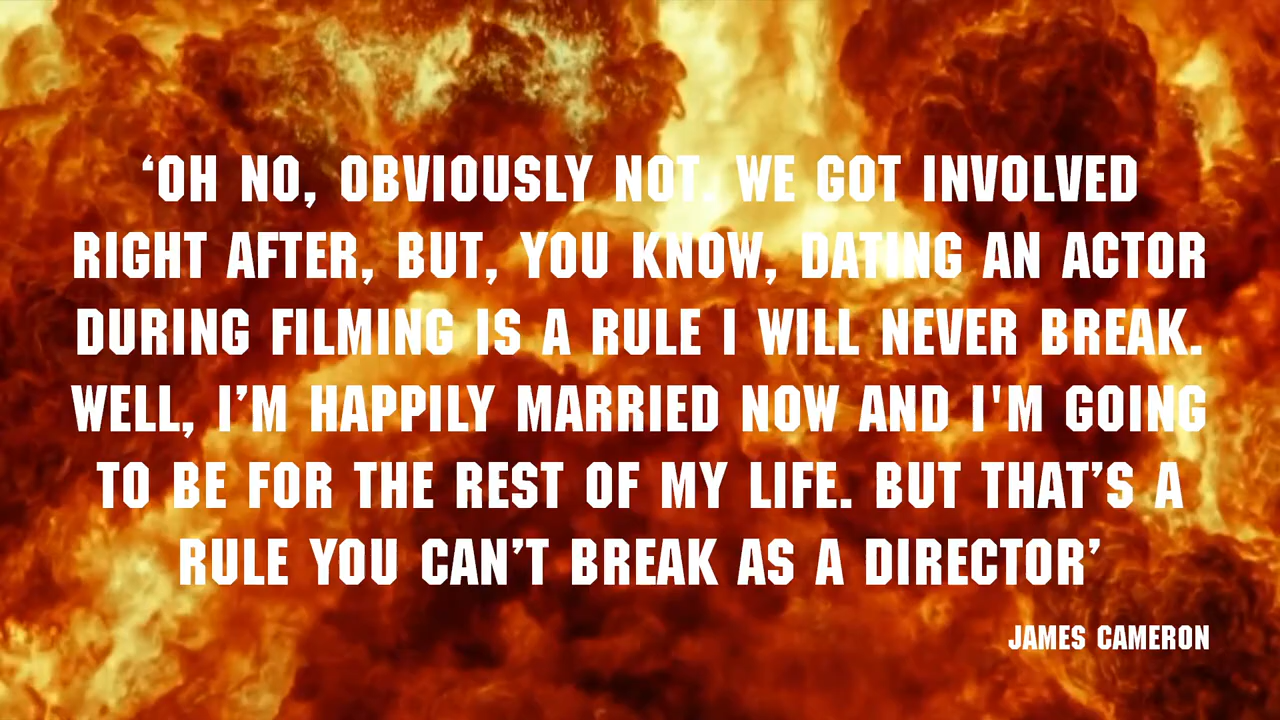 ‘OH NO, OBVIOUSLY NOT. WE GOT INVOLVED
RIGHT AFTER, BUT, YOU KNOW, DATING AN ACTOR
DURING FILMING IS A RULE I WILL NEVER BREAK.
WELL, I’M HAPPILY MARRIED NOW AND I'M GOING
TO BE FOR THE REST OF MY LIFE. BUT THAT’S A
RULE YOU CAN’T BREAK AS A DIRECTOR’
JAMES CAMERON